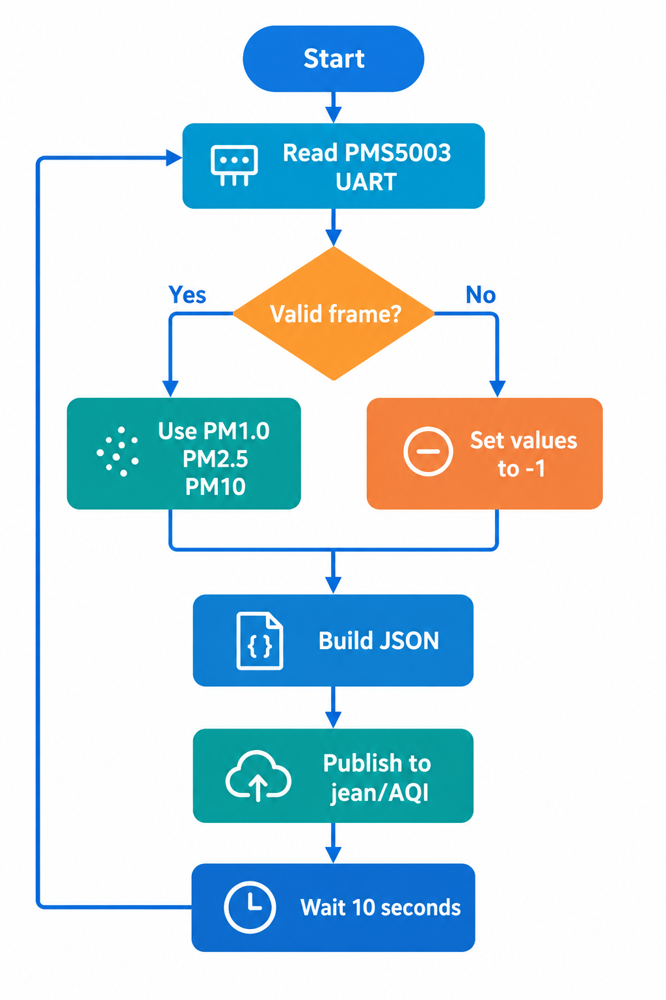 Start
Read PMS5003
UART
Valid frame?
Yes
No
Use PM1.0
PM2.5
PM10
Set values
to -1
{ }
Build JSON
Publish to
jean/AQI
Wait 10 seconds